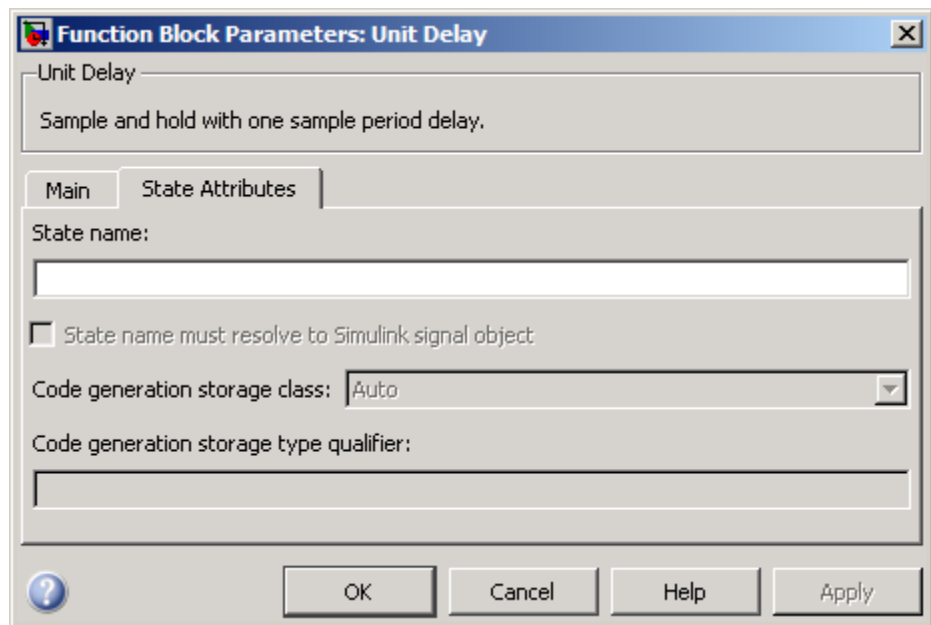 Function Block Parameters: Unit Delay
Unit Delay
Sample and hold with one sample period delay.
Main State Attributes
State name:
State name must resolve to Simulink signal object
Code generation storage class: Auto
Code generation storage type qualifier:
OK Cancel Help Apply